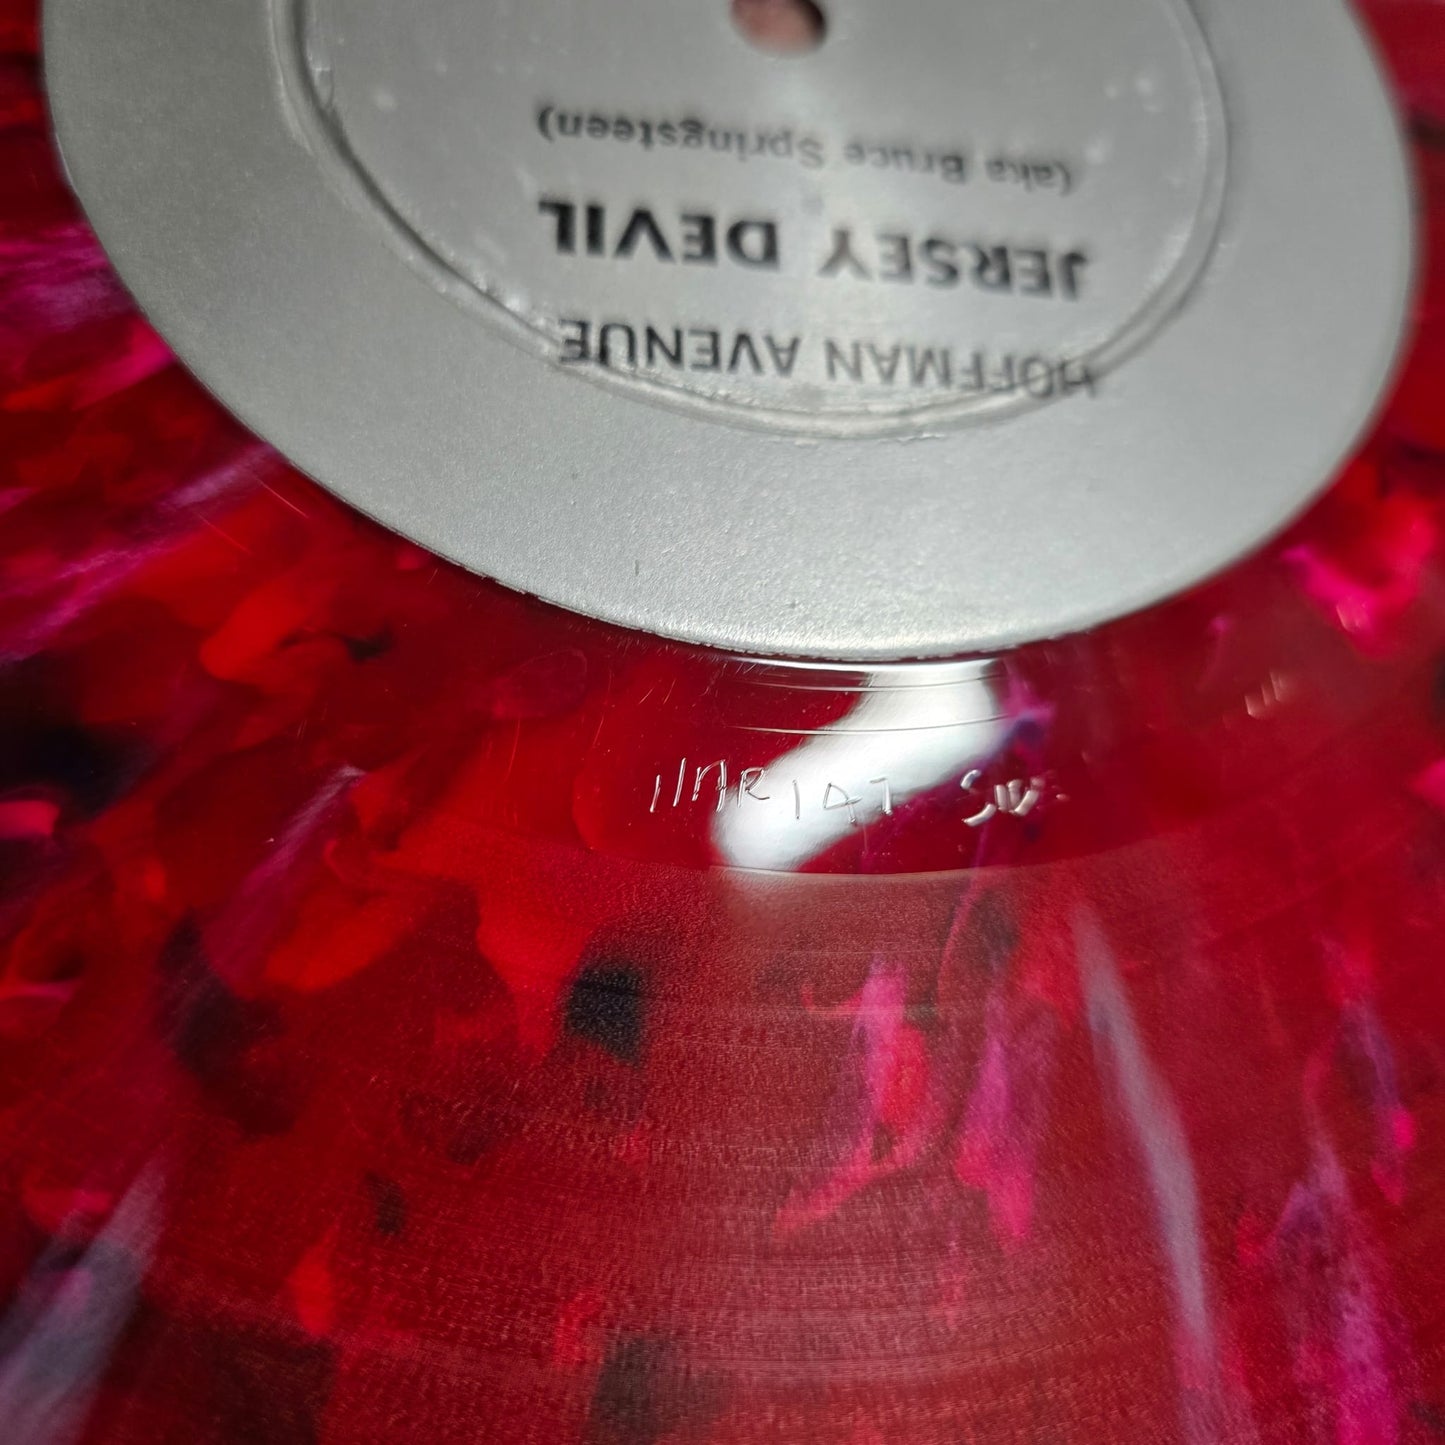 HOFFMAN AVENUE
JERSEY DEVIL
(aka Bruce Springsteen)